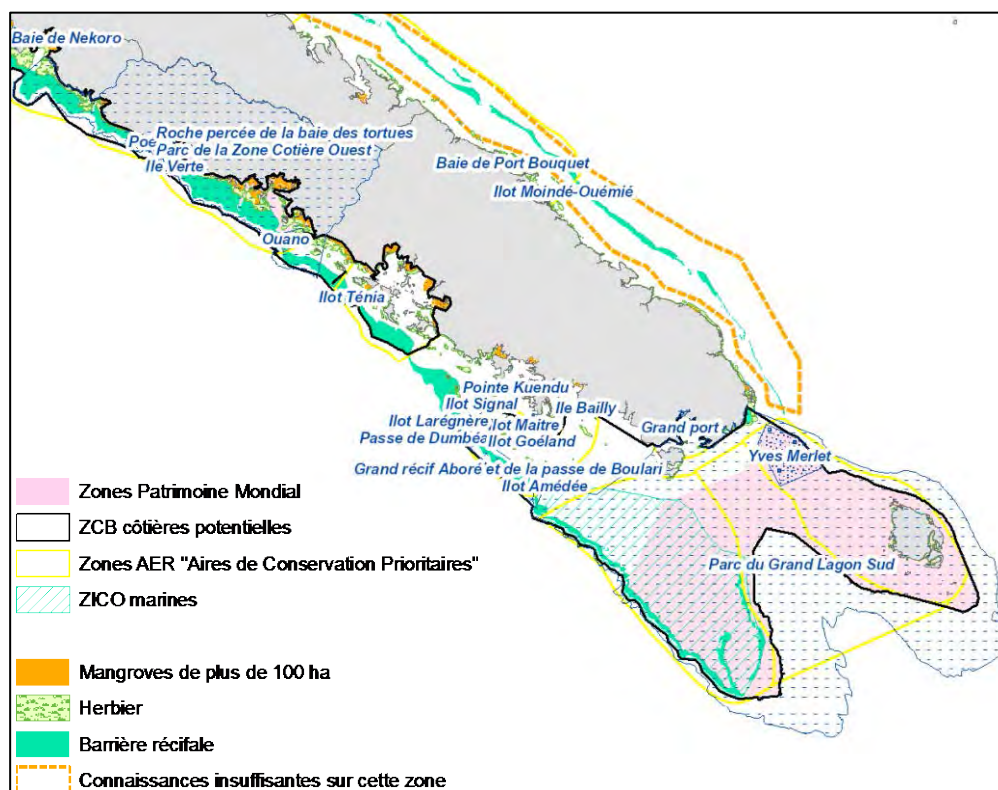 Baie de Nekoro
Roche percée de la baie des tortues
Parc de la Zone Cotière Ouest
Ile Verte
Baie de Port Bouquet
Ilot Moindé-Ouémié
Ouano
Ilot Ténia
Pointe Kuendu
Ilot Signal
Ile Bailly
Ilot Larégnère
Ilot Maitre
Grand port
Passe de Dumbéa
Ilot Goéland
Yves Merlet
Grand récif Aboré et de la passe de Boulari
Ilot Amédée
Parc du Grand Lagon Sud
Zones Patrimoine Mondial
ZCB côtières potentielles
Zones AER "Aires de Conservation Prioritaires"
ZICO marines
Mangroves de plus de 100 ha
Herbier
Barrière récifale
Connaissances insuffisantes sur cette zone